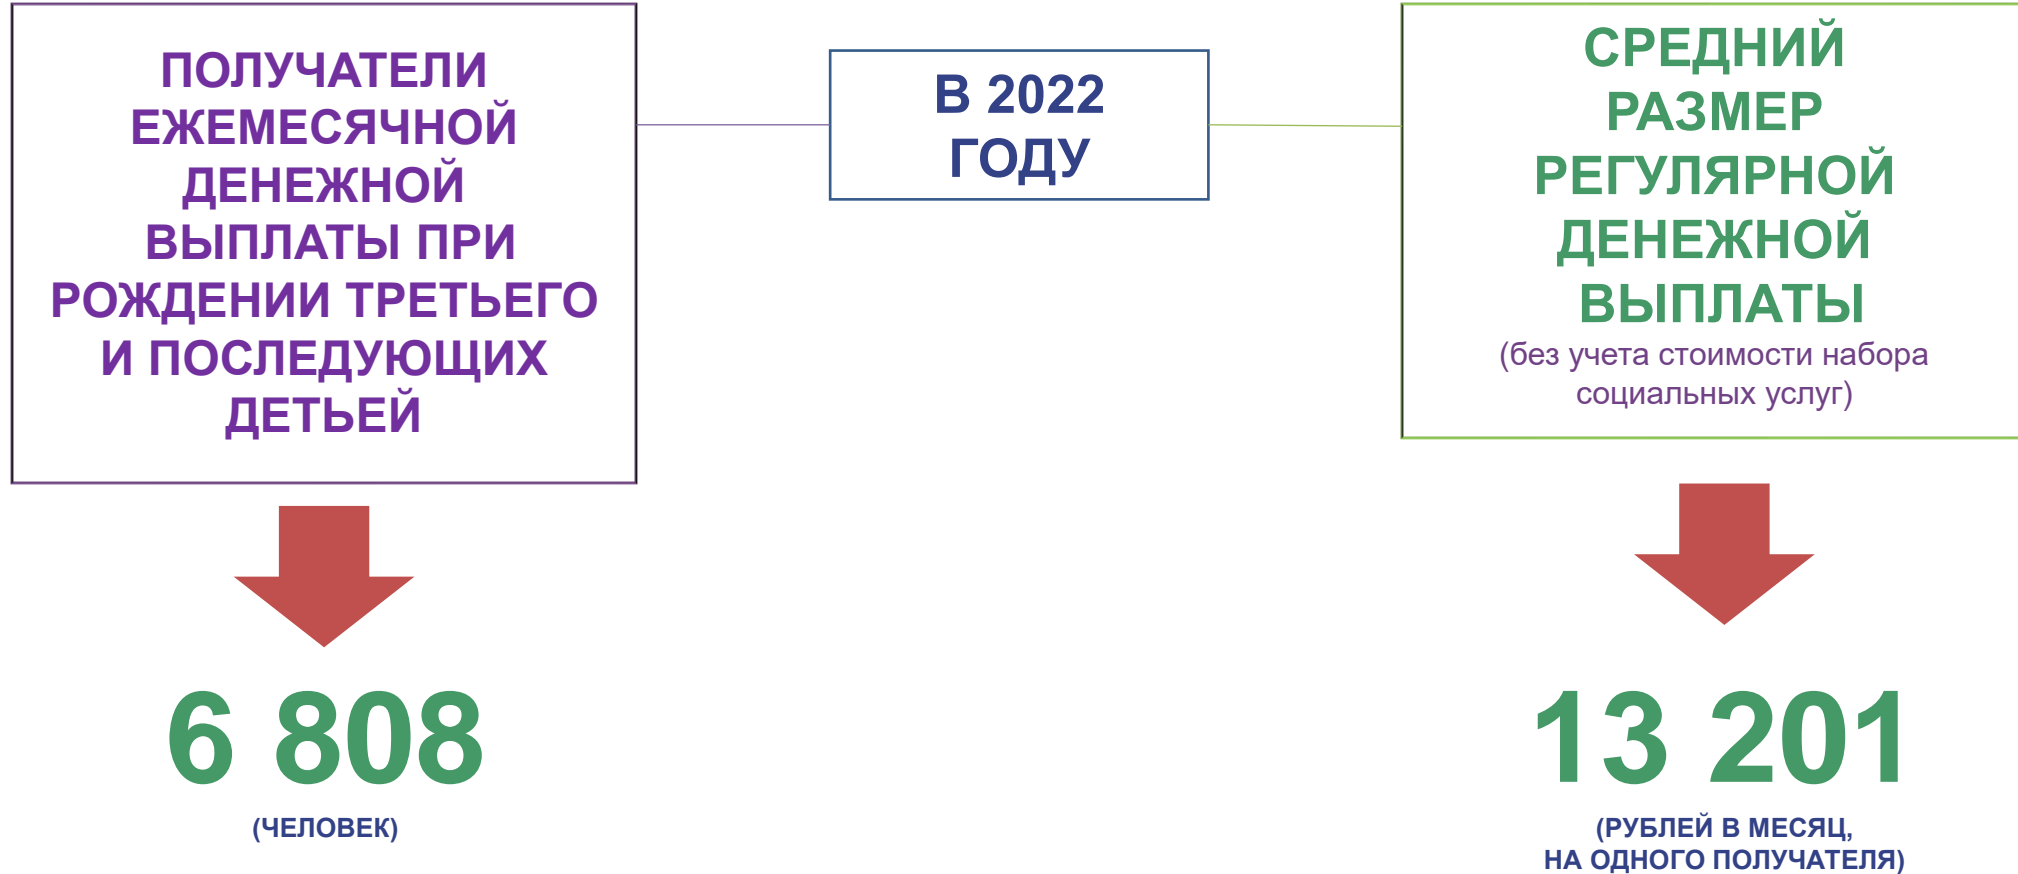 ПОЛУЧАТЕЛИ
ЕЖЕМЕСЯЧНОЙ
ДЕНЕЖНОЙ
ВЫПЛАТЫ ПРИ
РОЖДЕНИИ ТРЕТЬЕГО
И ПОСЛЕДУЮЩИХ
ДЕТЬЕЙ
6 808
(ЧЕЛОВЕК)
В 2022
ГОДУ
СРЕДНИЙ
РАЗМЕР
РЕГУЛЯРНОЙ
ДЕНЕЖНОЙ
ВЫПЛАТЫ
(без учета стоимости набора
социальных услуг)
13 201
(РУБЛЕЙ В МЕСЯЦ,
НА ОДНОГО ПОЛУЧАТЕЛЯ)